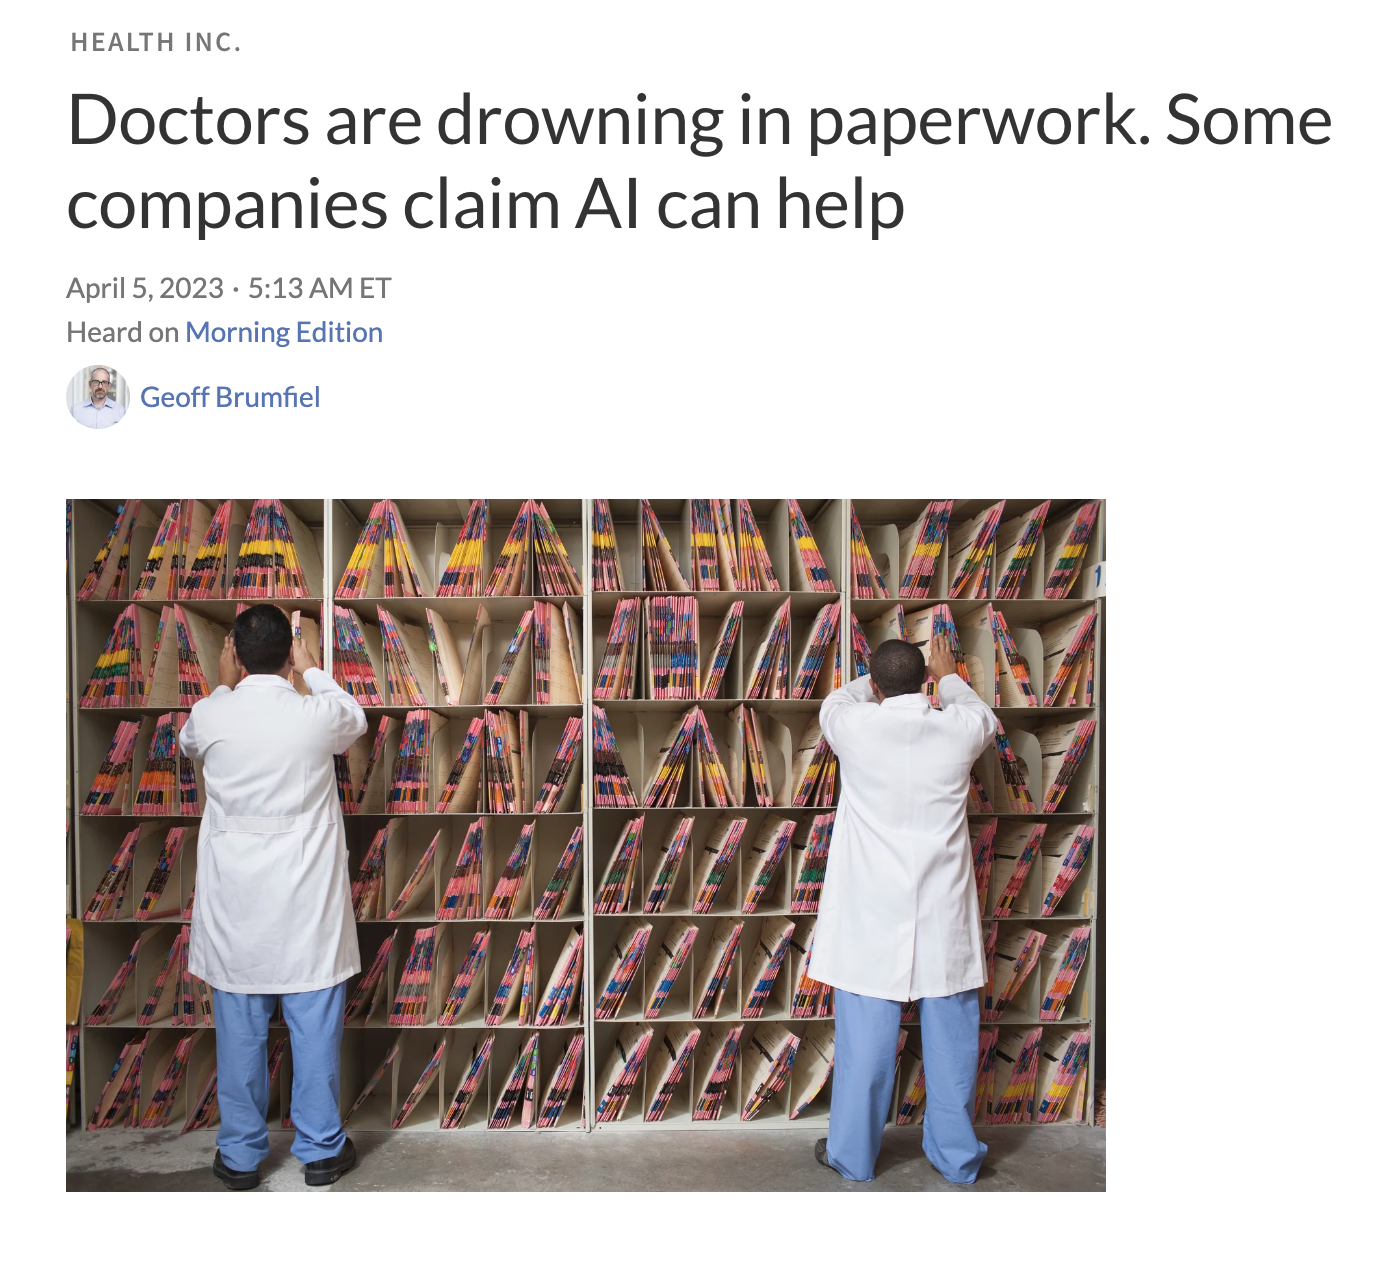 HEALTH INC.
Doctors are drowning in paperwork. Some
companies claim AI can help
April 5, 2023 · 5:13 AM ET
Heard on Morning Edition
Geoff Brumfiel
1